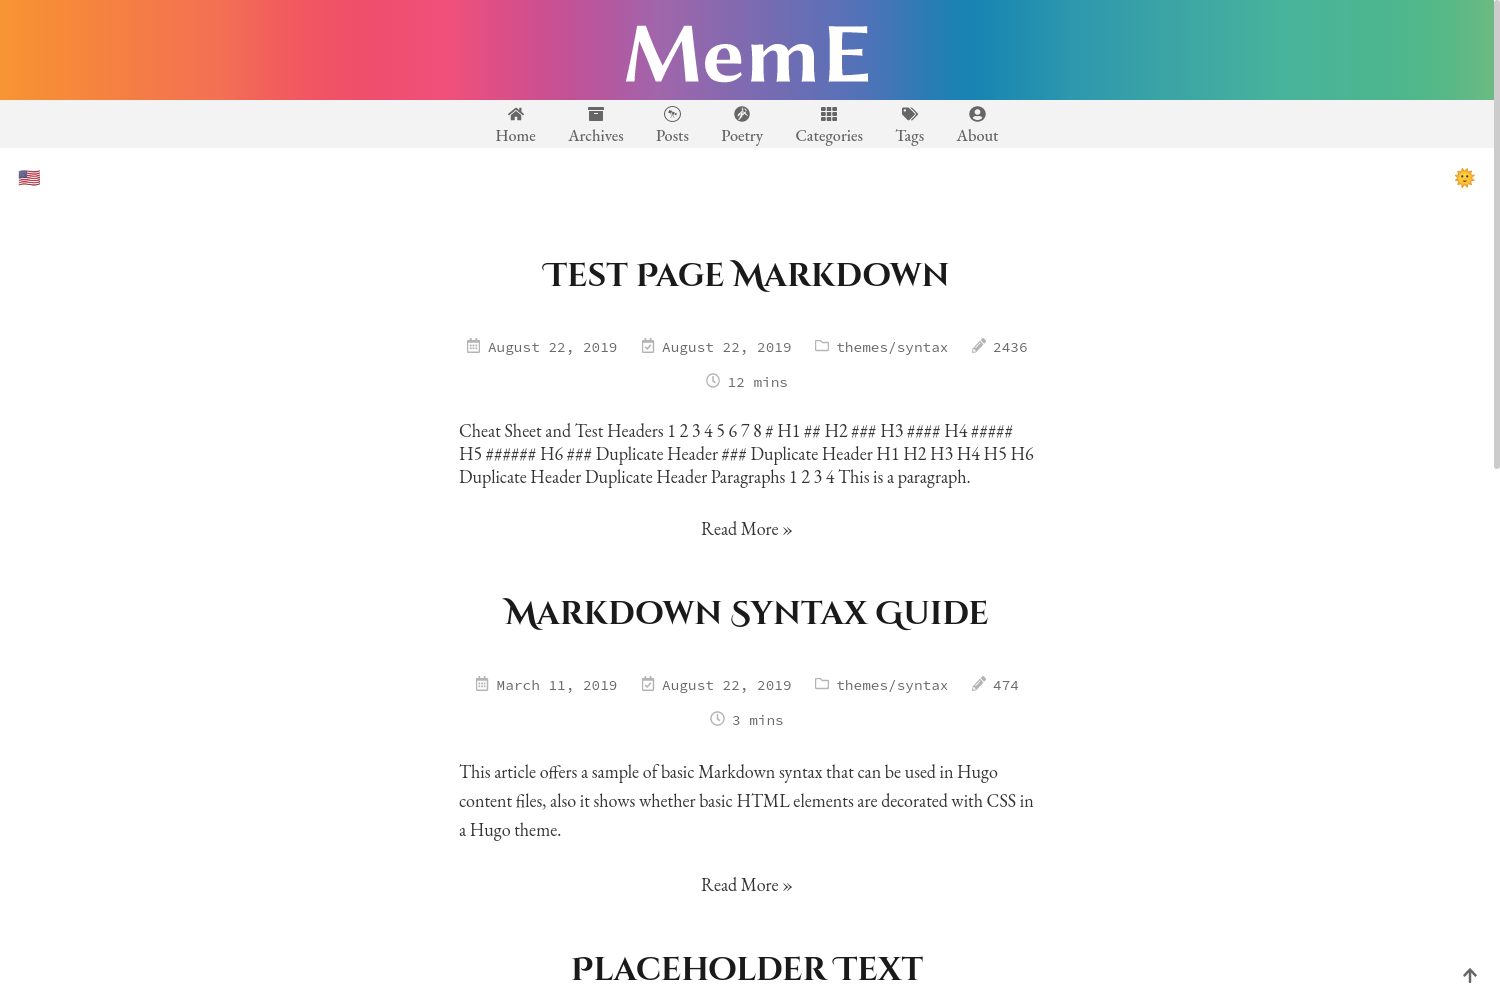 MemE
Home Archives Posts Poetry Categories Tags About
Test Page Markdown
August 22, 2019 August 22, 2019 themes/syntax 2436
12 mins
Cheat Sheet and Test Headers 1 2 3 4 5 6 7 8 # H1 ## H2 ### H3 #### H4 #####
H5 ###### H6 ### Duplicate Header ### Duplicate Header H1 H2 H3 H4 H5 H6
Duplicate Header Duplicate Header Paragraphs 1 2 3 4 This is a paragraph.
Read More »
Markdown Syntax Guide
March 11, 2019 August 22, 2019 themes/syntax 474
3 mins
This article offers a sample of basic Markdown syntax that can be used in Hugo
content files, also it shows whether basic HTML elements are decorated with CSS in
a Hugo theme.
Read More »
Placeholder Text